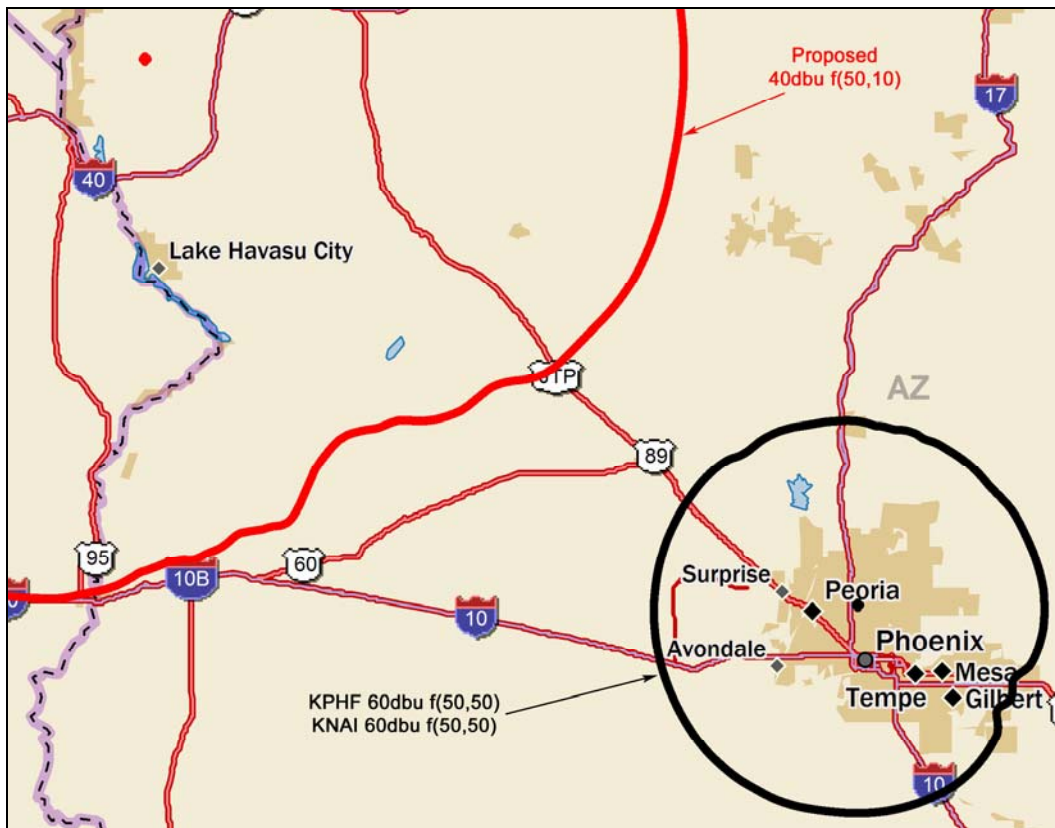 Proposed
40dbu f(50,10)
17
40
Lake Havasu City
AZ
89
95
10B
60
Surprise
Peoria
10
Avondale
Phoenix
Mesa
Tempe
Gilbert
KPHF 60dbu f(50,50)
KNAI 60dbu f(50,50)
10